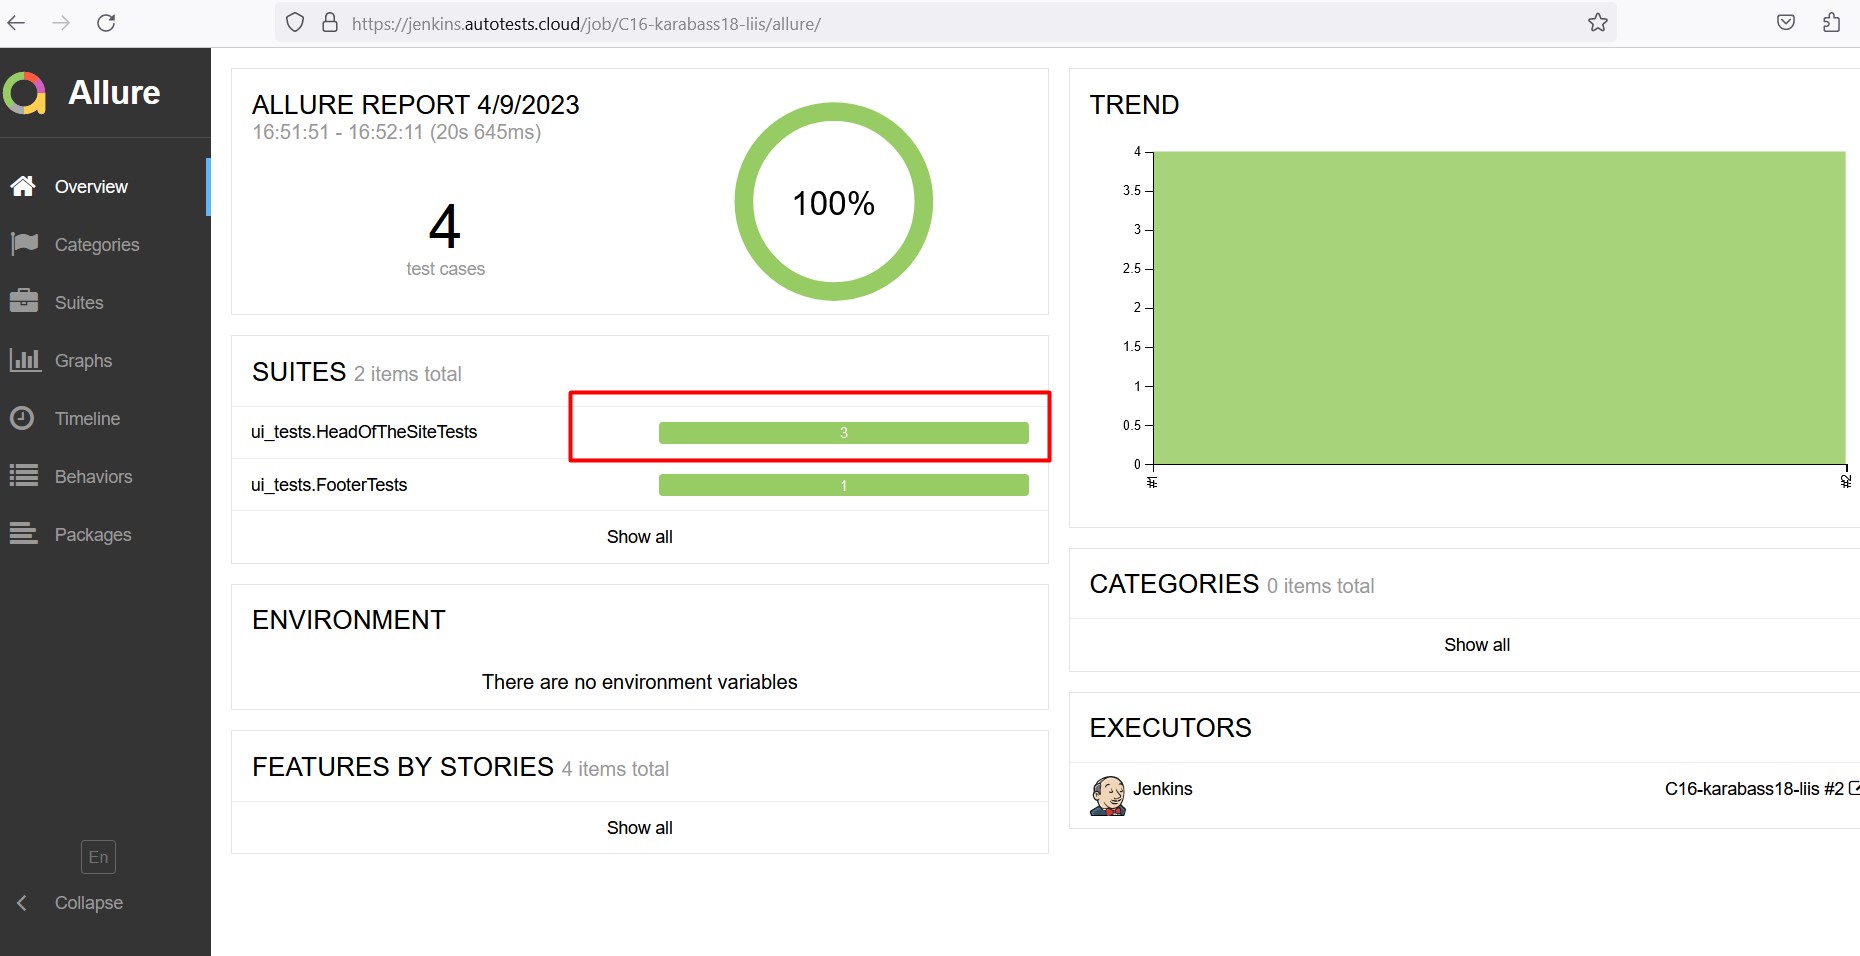 https://jenkins.autotests.cloud/job/C16-karabass18-liis/allure/
Allure
Overview
Categories
Suites
Graphs
Timeline
Behaviors
Packages
En
Collapse
ALLURE REPORT 4/9/2023
16:51:51 - 16:52:11 (20s 645ms)
4
test cases
100%
SUITES 2 items total
ui_tests.HeadOfTheSiteTests 3
ui_tests.FooterTests 1
Show all
ENVIRONMENT
There are no environment variables
FEATURES BY STORIES 4 items total
Show all
TREND
4
3.5
3
2.5
2
1.5
1
0.5
0
#1
#2
CATEGORIES 0 items total
Show all
EXECUTORS
Jenkins C16-karabass18-liis #2